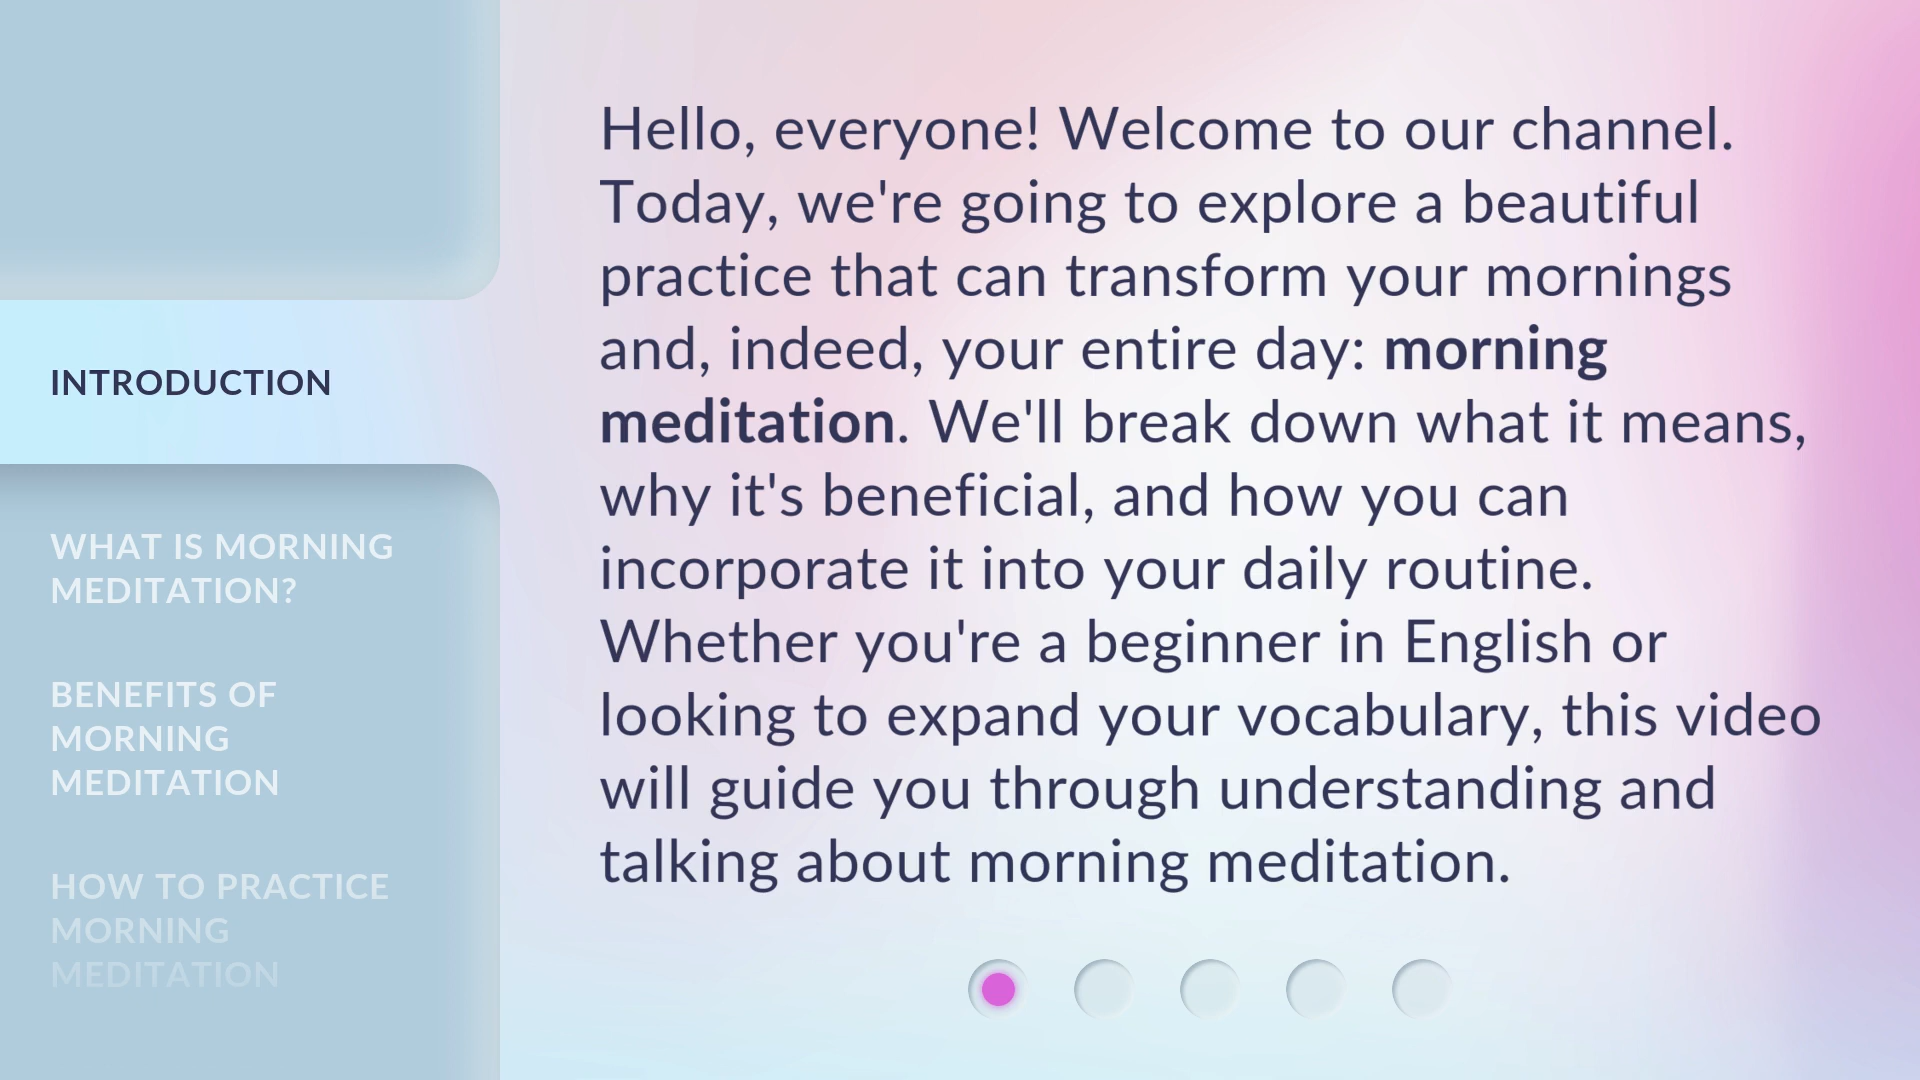 INTRODUCTION
WHAT IS MORNING
MEDITATION?
BENEFITS OF
MORNING
MEDITATION
HOW TO PRACTICE
MORNING
MEDITATION
Hello, everyone! Welcome to our channel.
Today, we're going to explore a beautiful
practice that can transform your mornings
and, indeed, your entire day: morning
meditation. We'll break down what it means,
why it's beneficial, and how you can
incorporate it into your daily routine.
Whether you're a beginner in English or
looking to expand your vocabulary, this video
will guide you through understanding and
talking about morning meditation.